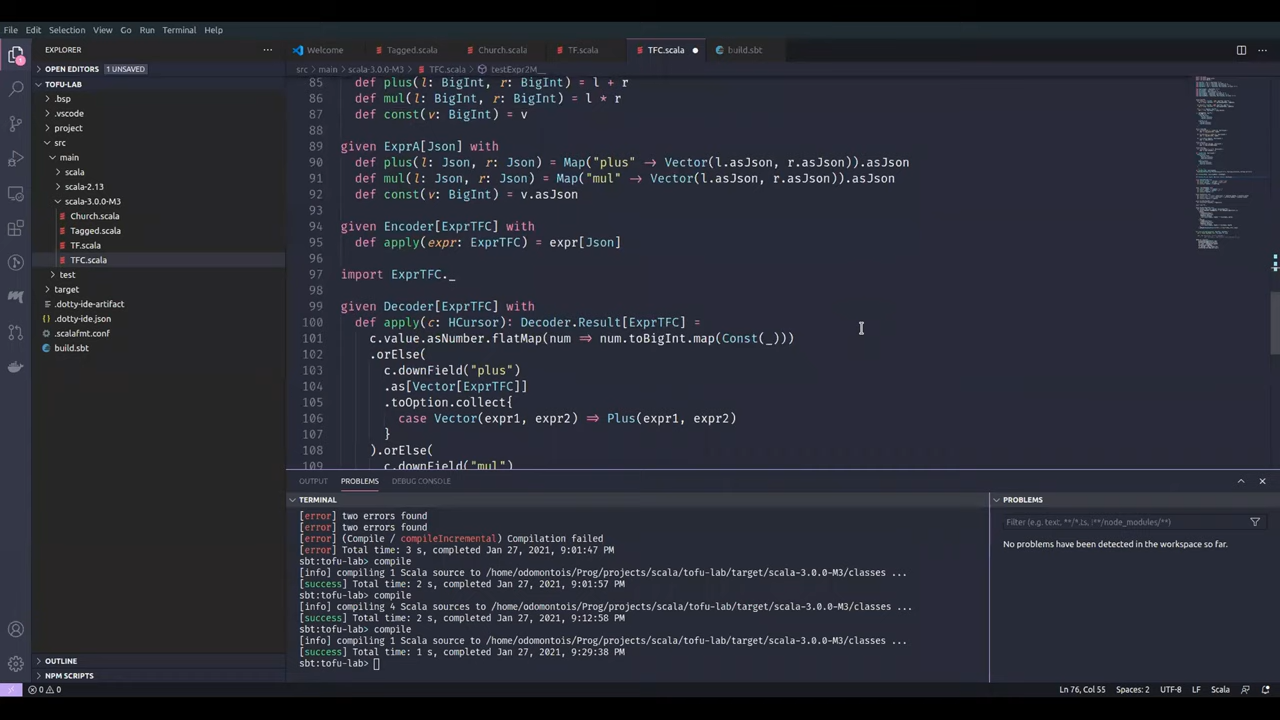 File Edit Selection View Go Run Terminal Help
EXPLORER ···
OPEN EDITORS 1 UNSAVED
TOFU-LAB
.bsp
.vscode
project
src
main
scala
scala-2.13
scala-3.0.0-M3
Church.scala
Tagged.scala
TF.scala
TFC.scala
test
target
.dotty-ide-artifact
.dotty-ide.json
.scalafmt.conf
build.sbt
OUTLINE
NPM SCRIPTS
Welcome Tagged.scala Church.scala TF.scala TFC.scala ● build.sbt
src › main › scala-3.0.0-M3 › TFC.scala › testExpr2M__
85 def plus(l: BigInt, r: BigInt) = l + r
86 def mul(l: BigInt, r: BigInt) = l * r
87 def const(v: BigInt) = v
88
89 given ExprA[Json] with
90 def plus(l: Json, r: Json) = Map("plus" → Vector(l.asJson, r.asJson)).asJson
91 def mul(l: Json, r: Json) = Map("mul" → Vector(l.asJson, r.asJson)).asJson
92 def const(v: BigInt) = v.asJson
93
94 given Encoder[ExprTFC] with
95 def apply(expr: ExprTFC) = expr[Json]
96
97 import ExprTFC._
98
99 given Decoder[ExprTFC] with
100 def apply(c: HCursor): Decoder.Result[ExprTFC] =
101 c.value.asNumber.flatMap(num ⇒ num.toBigInt.map(Const(_)))
102 .orElse(
103 c.downField("plus")
104 .as[Vector[ExprTFC]]
105 .toOption.collect{
106 case Vector(expr1, expr2) ⇒ Plus(expr1, expr2)
107 }
108 ).orElse(
109 c.downField("mul")
OUTPUT PROBLEMS DEBUG CONSOLE
TERMINAL
[error] two errors found
[error] two errors found
[error] (Compile / compileIncremental) Compilation failed
[error] Total time: 3 s, completed Jan 27, 2021, 9:01:47 PM
sbt:tofu-lab> compile
[info] compiling 1 Scala source to /home/odomontois/Prog/projects/scala/tofu-lab/target/scala-3.0.0-M3/classes ...
[success] Total time: 2 s, completed Jan 27, 2021, 9:01:57 PM
sbt:tofu-lab> compile
[info] compiling 4 Scala sources to /home/odomontois/Prog/projects/scala/tofu-lab/target/scala-3.0.0-M3/classes ...
[success] Total time: 2 s, completed Jan 27, 2021, 9:12:58 PM
sbt:tofu-lab> compile
[info] compiling 1 Scala source to /home/odomontois/Prog/projects/scala/tofu-lab/target/scala-3.0.0-M3/classes ...
[success] Total time: 1 s, completed Jan 27, 2021, 9:29:38 PM
sbt:tofu-lab>
PROBLEMS
Filter (e.g. text, **/*.ts, !**/node_modules/**)
No problems have been detected in the workspace so far.
0 0
Ln 76, Col 55 Spaces: 2 UTF-8 LF Scala